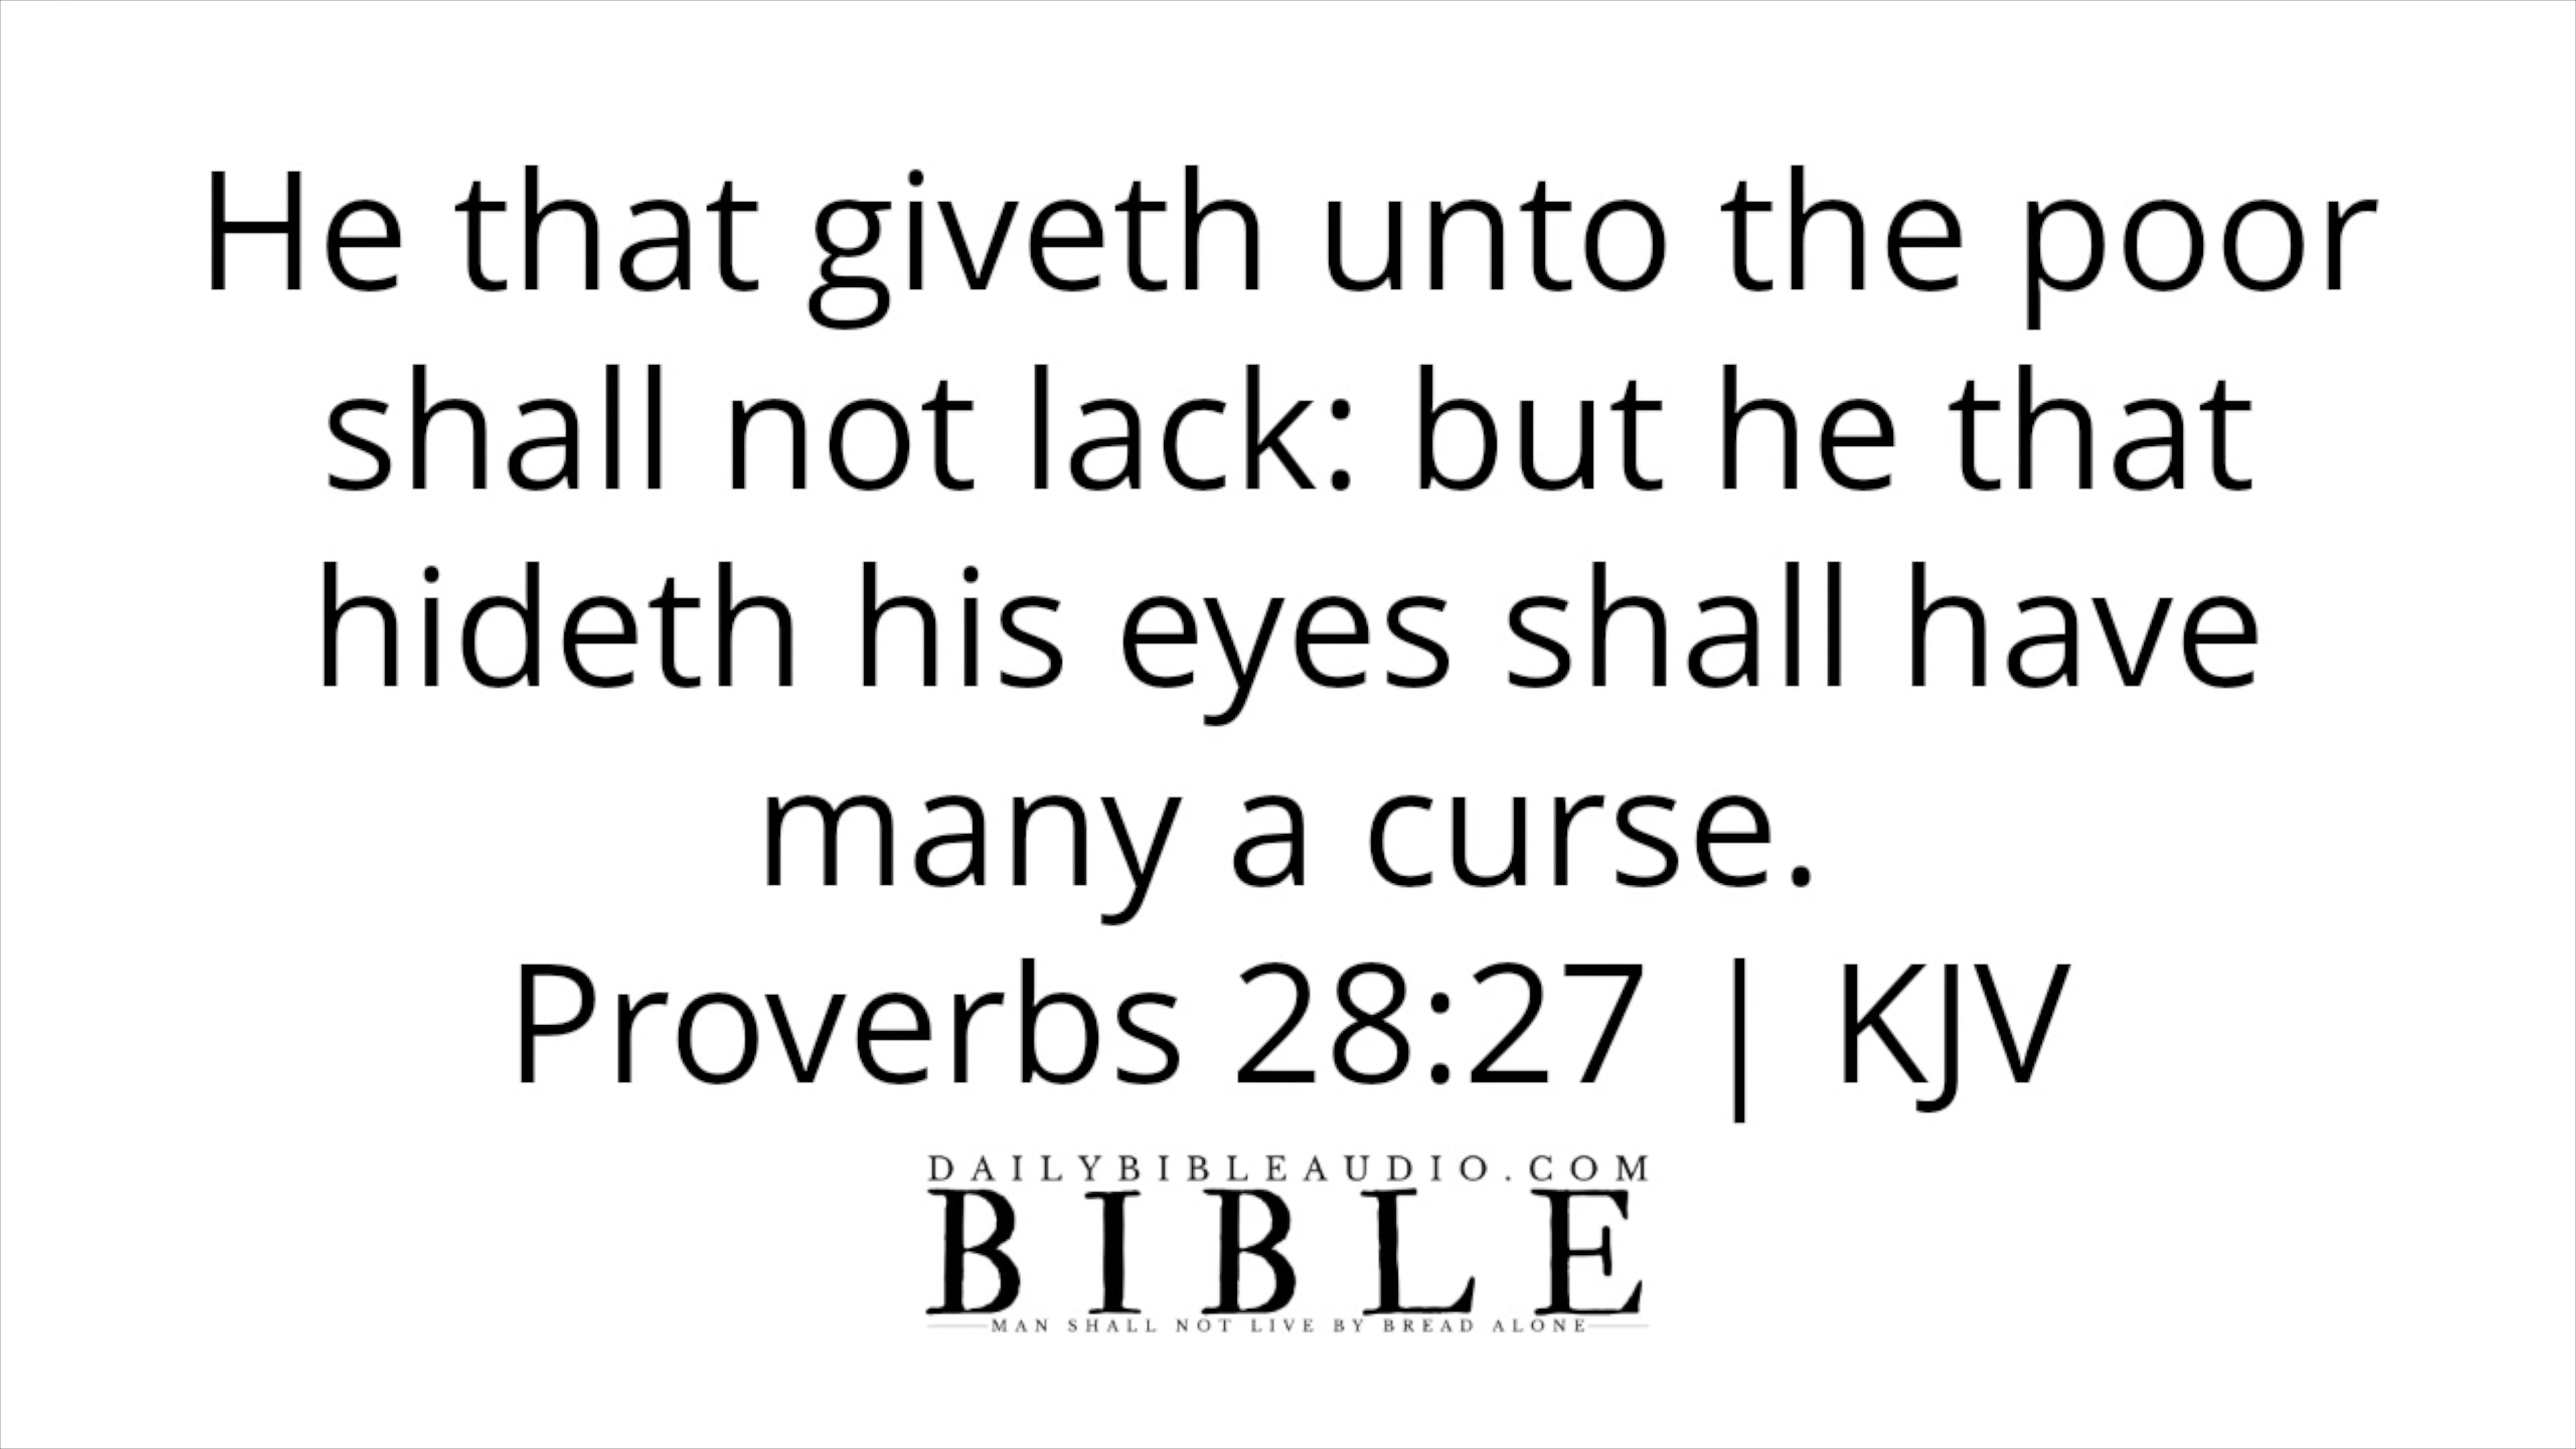 He that giveth unto the poor
shall not lack: but he that
hideth his eyes shall have
many a curse.
Proverbs 28:27 | KJV
DAILYBIBLEAUDIO.COM
BIBLE
MAN SHALL NOT LIVE BY BREAD ALONE